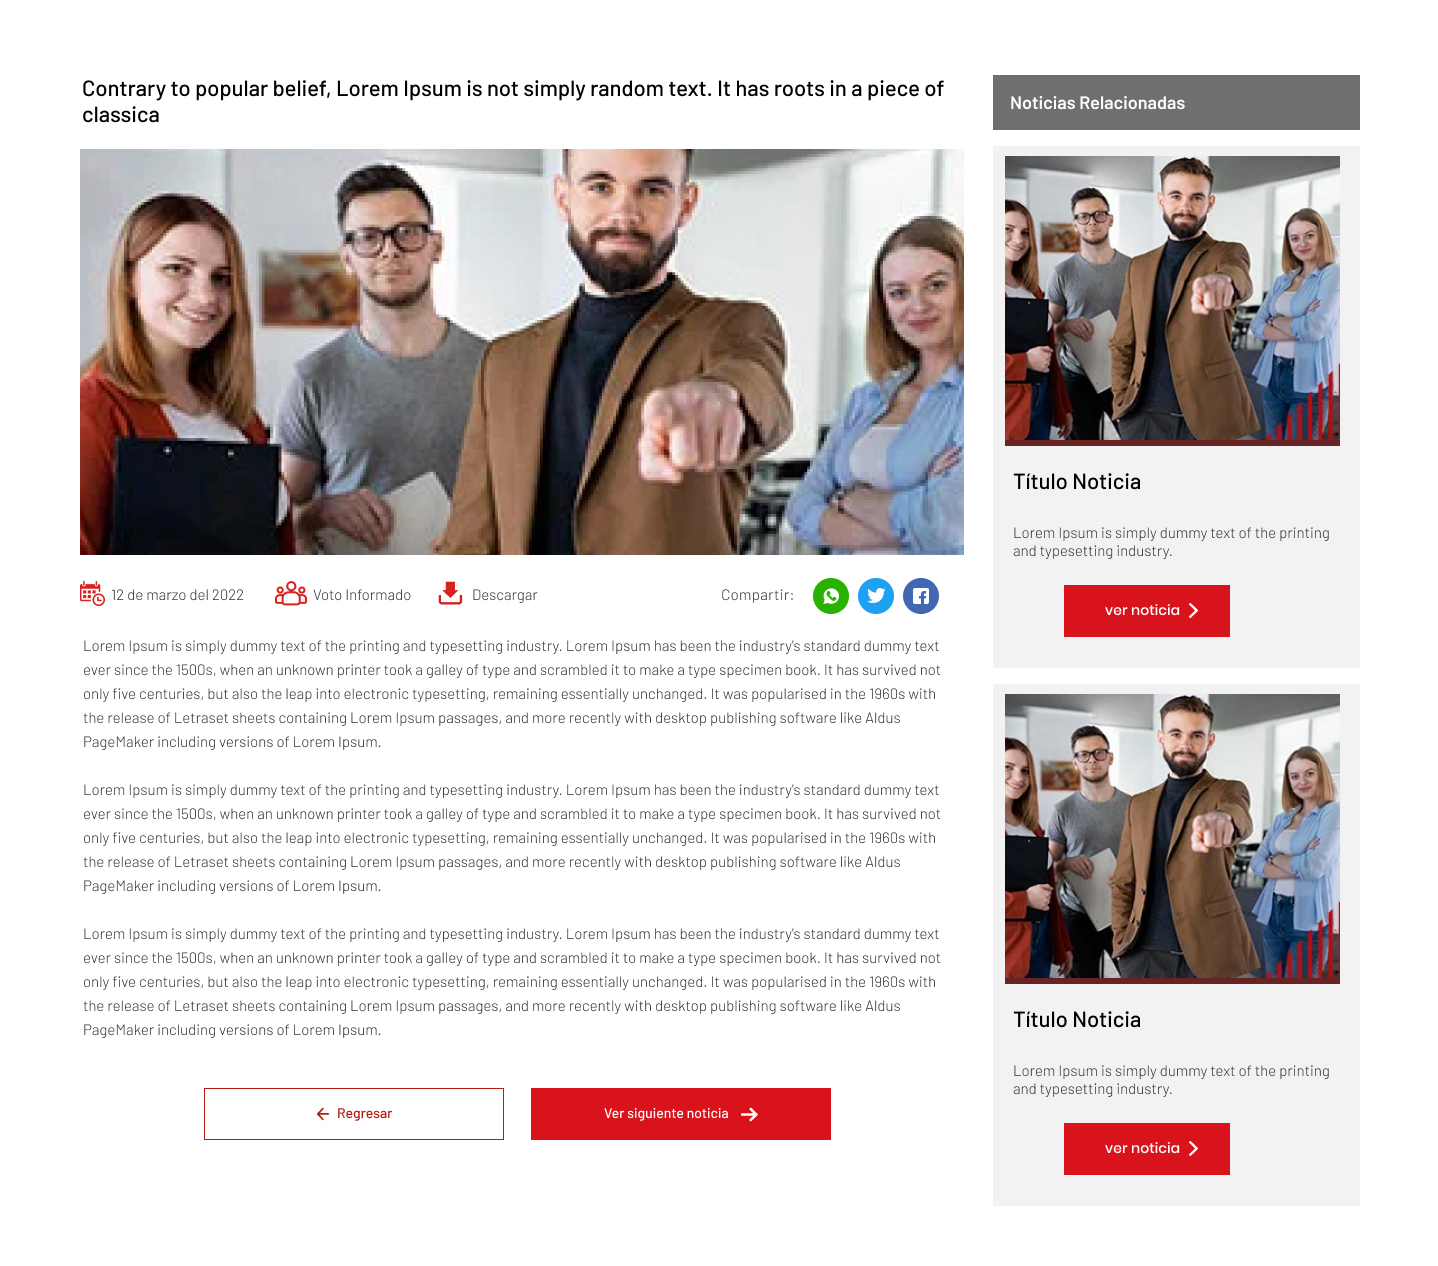 Contrary to popular belief, Lorem Ipsum is not simply random text. It has roots in a piece of
classica
12 de marzo del 2022
Voto Informado
Descargar
Compartir:
Lorem Ipsum is simply dummy text of the printing and typesetting industry. Lorem Ipsum has been the industry's standard dummy text
ever since the 1500s, when an unknown printer took a galley of type and scrambled it to make a type specimen book. It has survived not
only five centuries, but also the leap into electronic typesetting, remaining essentially unchanged. It was popularised in the 1960s with
the release of Letraset sheets containing Lorem Ipsum passages, and more recently with desktop publishing software like Aldus
PageMaker including versions of Lorem Ipsum.
Lorem Ipsum is simply dummy text of the printing and typesetting industry. Lorem Ipsum has been the industry's standard dummy text
ever since the 1500s, when an unknown printer took a galley of type and scrambled it to make a type specimen book. It has survived not
only five centuries, but also the leap into electronic typesetting, remaining essentially unchanged. It was popularised in the 1960s with
the release of Letraset sheets containing Lorem Ipsum passages, and more recently with desktop publishing software like Aldus
PageMaker including versions of Lorem Ipsum.
Lorem Ipsum is simply dummy text of the printing and typesetting industry. Lorem Ipsum has been the industry's standard dummy text
ever since the 1500s, when an unknown printer took a galley of type and scrambled it to make a type specimen book. It has survived not
only five centuries, but also the leap into electronic typesetting, remaining essentially unchanged. It was popularised in the 1960s with
the release of Letraset sheets containing Lorem Ipsum passages, and more recently with desktop publishing software like Aldus
PageMaker including versions of Lorem Ipsum.
Regresar
Ver siguiente noticia
Noticias Relacionadas
Título Noticia
Lorem Ipsum is simply dummy text of the printing
and typesetting industry.
ver noticia
Título Noticia
Lorem Ipsum is simply dummy text of the printing
and typesetting industry.
ver noticia